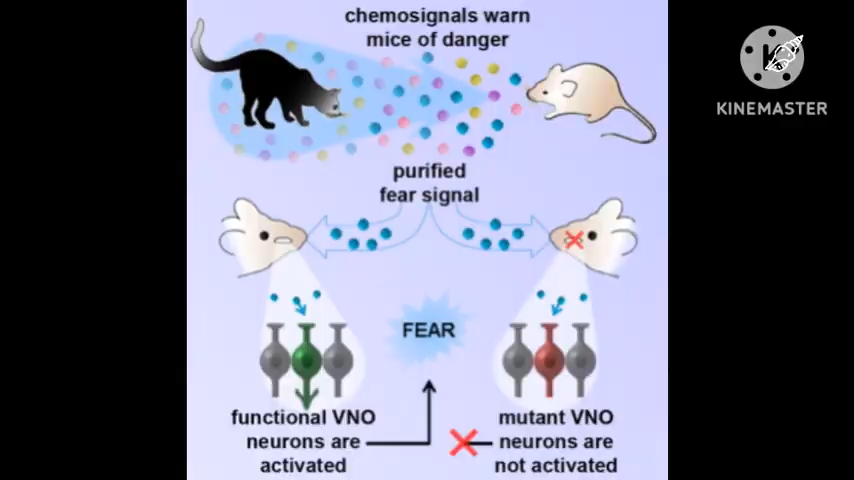 chemosignals warn
mice of danger
KINEMASTER
purified
fear signal
FEAR
functional VNO
neurons are
activated
mutant VNO
neurons are
not activated